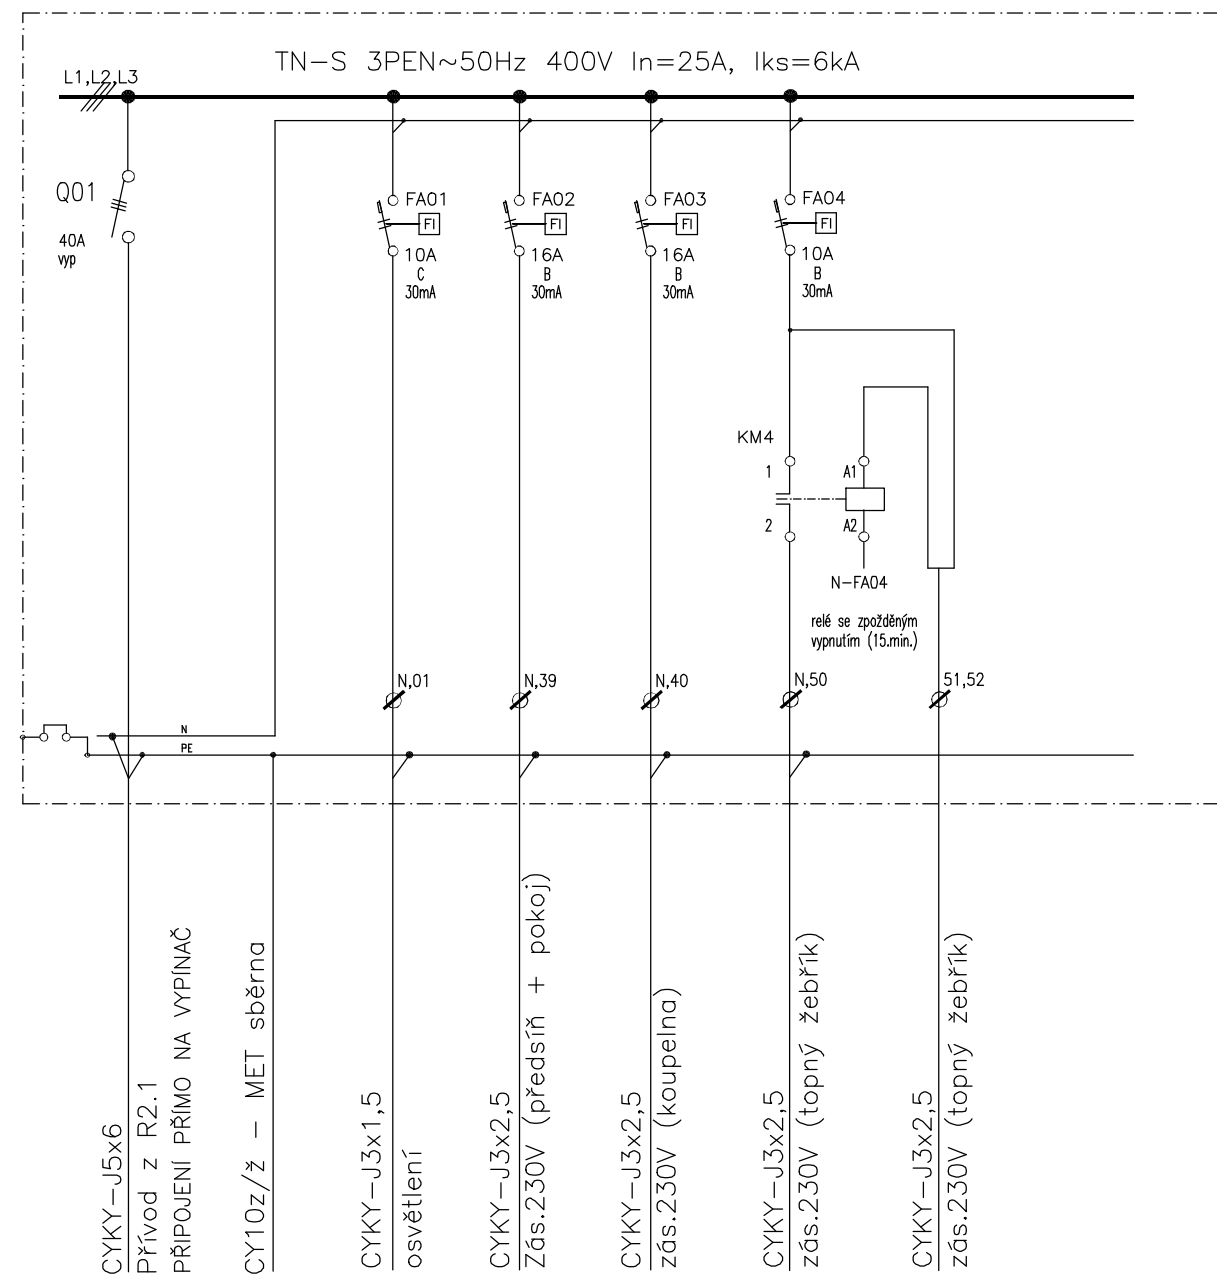 TN-S 3PEN~50Hz 400V In=25A, Iks=6kA
L1,L2,L3
Q01
40A
vyp
FA01
FI
10A
C
30mA
FA02
FI
16A
B
30mA
FA03
FI
16A
B
30mA
FA04
FI
10A
B
30mA
KM4
1
2
A1
A2
N-FA04
relé se zpožděným
vypnutím (15.min.)
N,01
N,39
N,40
N,50
51,52
N
PE
CYKY-J5x6
Přívod z R2.1
PŘIPOJENÍ PŘÍMO NA VYPÍNAČ
CY10z/ž - MET sběrna
CYKY-J3x1,5
osvětlení
CYKY-J3x2,5
Zás.230V (předsíň + pokoj)
CYKY-J3x2,5
zás.230V (koupelna)
CYKY-J3x2,5
zás.230V (topný žebřík)
CYKY-J3x2,5
zás.230V (topný žebřík)